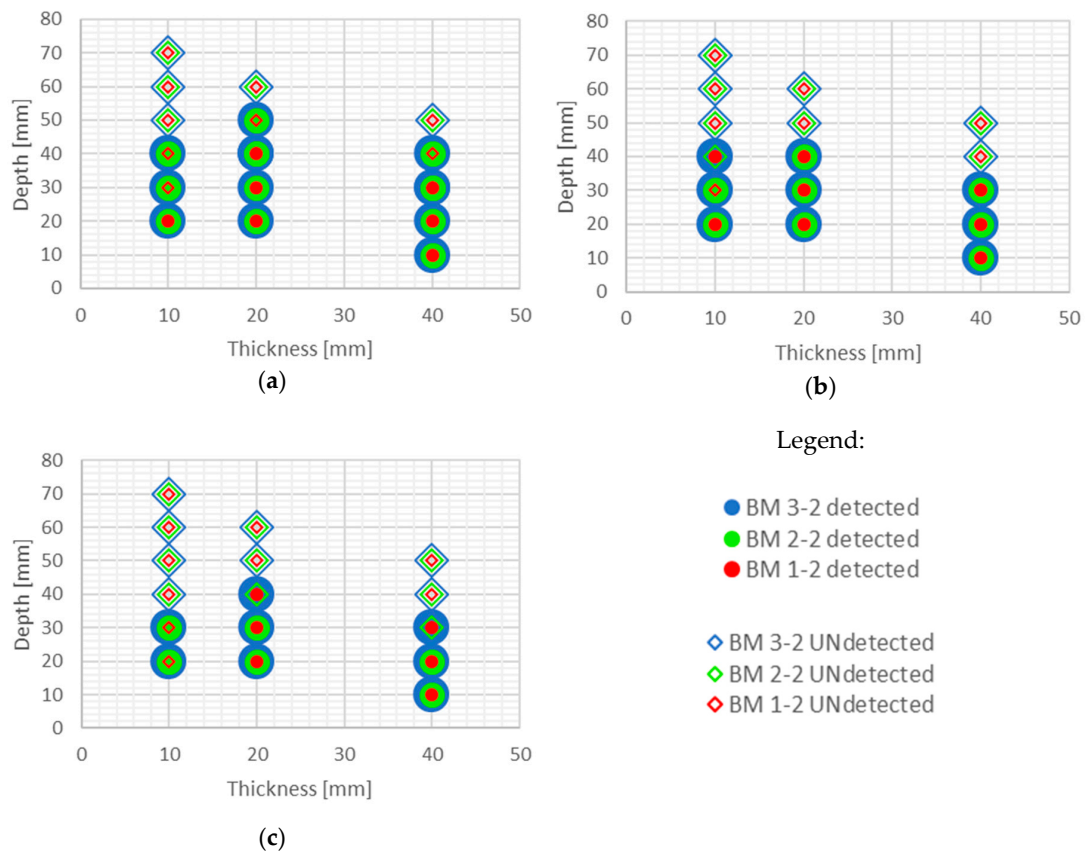 80
70
60
50
40
30
20
10
0
Depth [mm]
0 10 20 30 40 50
Thickness [mm]
(a)
80
70
60
50
40
30
20
10
0
Depth [mm]
0 10 20 30 40 50
Thickness [mm]
(b)
80
70
60
50
40
30
20
10
0
Depth [mm]
0 10 20 30 40 50
Thickness [mm]
(c)
Legend:
BM 3-2 detected
BM 2-2 detected
BM 1-2 detected
BM 3-2 UNdetected
BM 2-2 UNdetected
BM 1-2 UNdetected